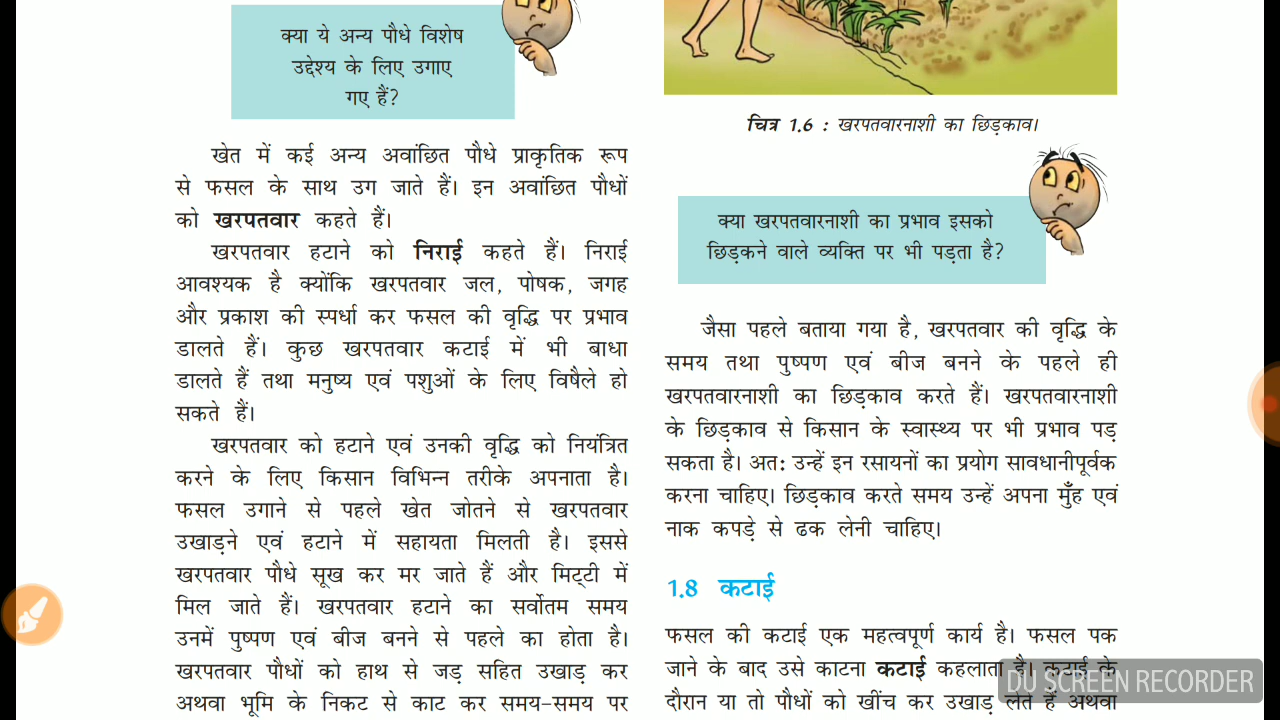 क्या ये अन्य पौधे विशेष
उद्देश्य के लिए उगाए
गए हैं?
खेत में कई अन्य अवांछित पौधे प्राकृतिक रूप
से फसल के साथ उग जाते हैं। इन अवांछित पौधों
को खरपतवार कहते हैं।
खरपतवार हटाने को निराई कहते हैं। निराई
आवश्यक है क्योंकि खरपतवार जल, पोषक, जगह
और प्रकाश की स्पर्धा कर फसल की वृद्धि पर प्रभाव
डालते हैं। कुछ खरपतवार कटाई में भी बाधा
डालते हैं तथा मनुष्य एवं पशुओं के लिए विषैले हो
सकते हैं।
खरपतवार को हटाने एवं उनकी वृद्धि को नियंत्रित
करने के लिए किसान विभिन्न तरीके अपनाता है।
फसल उगाने से पहले खेत जोतने से खरपतवार
उखाड़ने एवं हटाने में सहायता मिलती है। इससे
खरपतवार पौधे सूख कर मर जाते हैं और मिट्टी में
मिल जाते हैं। खरपतवार हटाने का सर्वोतम समय
उनमें पुष्पण एवं बीज बनने से पहले का होता है।
खरपतवार पौधों को हाथ से जड़ सहित उखाड़ कर
अथवा भूमि के निकट से काट कर समय-समय पर
चित्र 1.6 : खरपतवारनाशी का छिड़काव।
क्या खरपतवारनाशी का प्रभाव इसको
छिड़कने वाले व्यक्ति पर भी पड़ता है?
जैसा पहले बताया गया है, खरपतवार की वृद्धि के
समय तथा पुष्पण एवं बीज बनने के पहले ही
खरपतवारनाशी का छिड़काव करते हैं। खरपतवारनाशी
के छिड़काव से किसान के स्वास्थ्य पर भी प्रभाव पड़
सकता है। अत: उन्हें इन रसायनों का प्रयोग सावधानीपूर्वक
करना चाहिए। छिड़काव करते समय उन्हें अपना मुँह एवं
नाक कपड़े से ढक लेनी चाहिए।
1.8 कटाई
फसल की कटाई एक महत्वपूर्ण कार्य है। फसल पक
जाने के बाद उसे काटना कटाई कहलाता है। कटाई के
दौरान या तो पौधों को खींच कर उखाड़ लेते हैं अथवा
DU SCREEN RECORDER